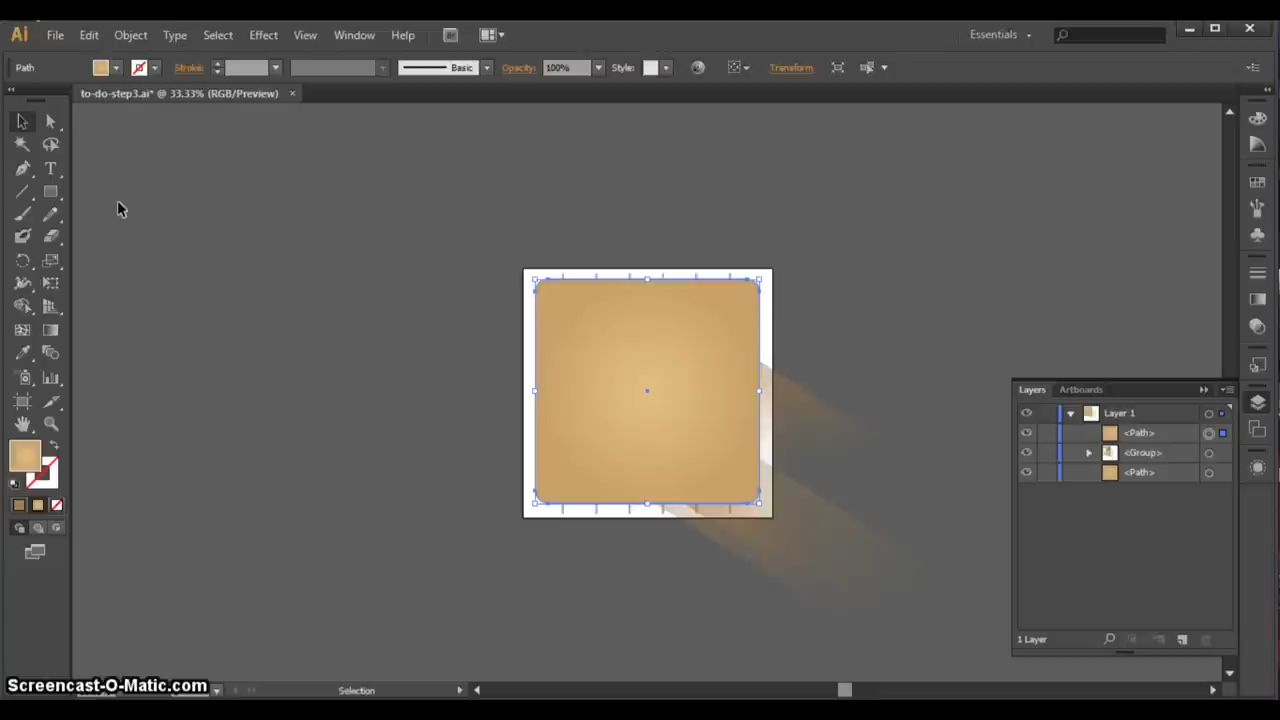 Ai File Edit Object Type Select Effect View Window Help Essentials
Path Stroke: Basic Opacity: 100% Style: Transform
to-do-step3.ai* @ 33.33% (RGB/Preview) ×
Layers Artboards
Layer 1
<Path>
<Group>
<Path>
1 Layer
Screencast-O-Matic.com
Selection